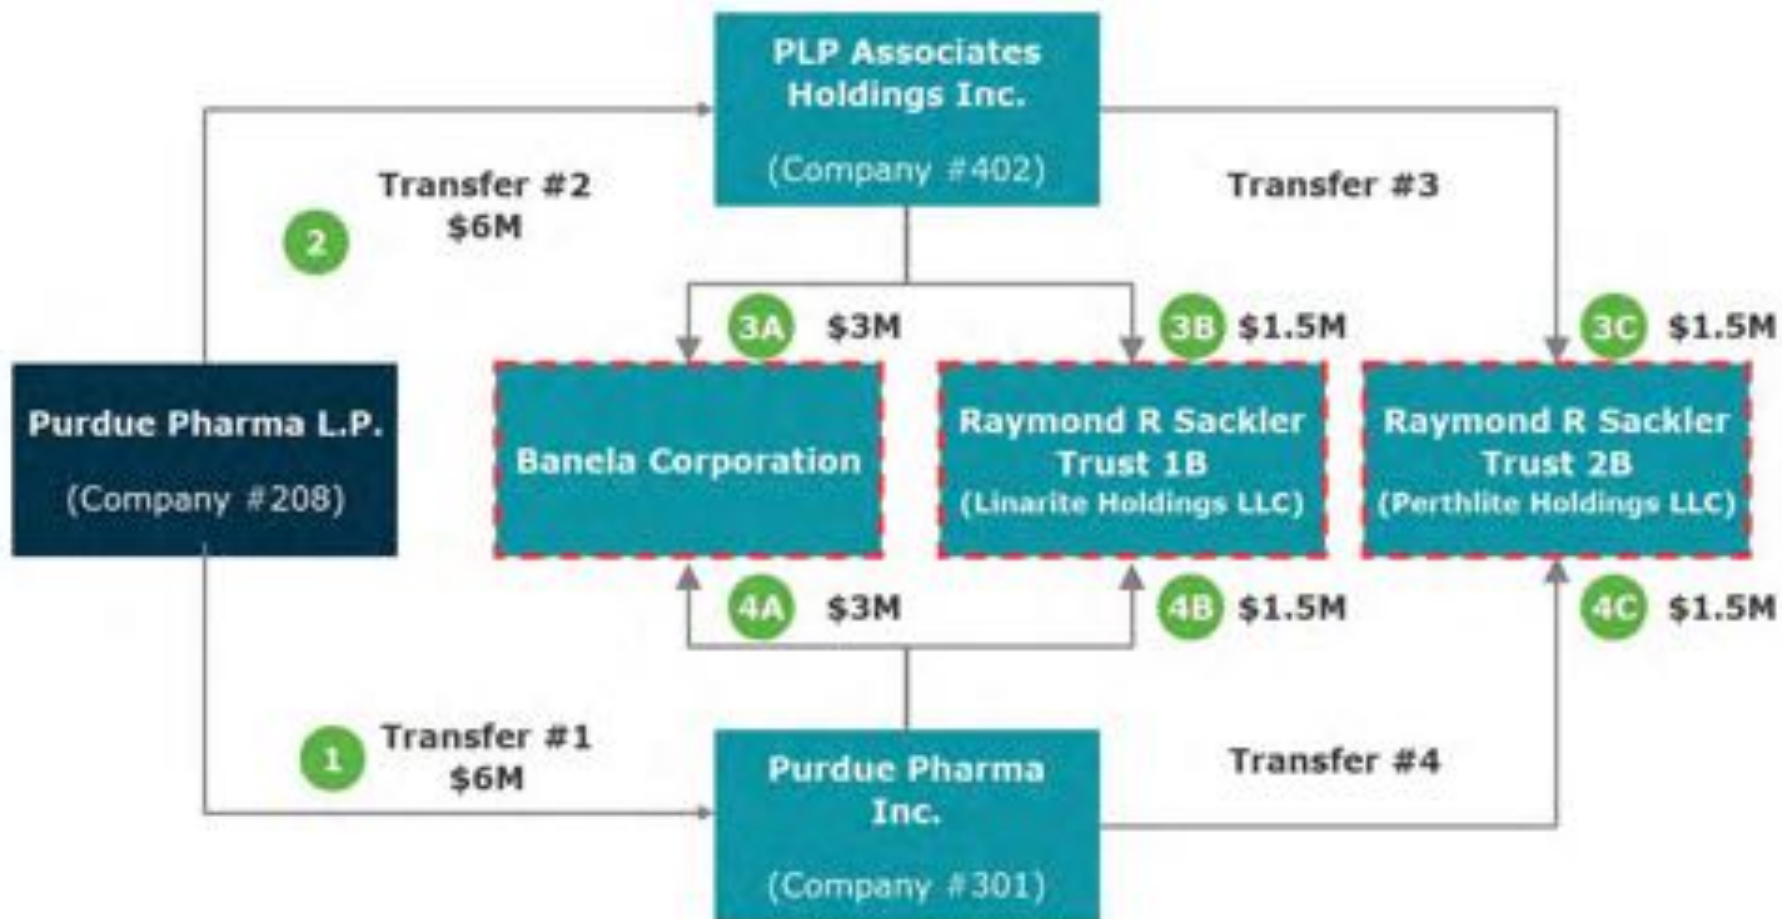 PLP Associates
Holdings Inc.
(Company #402)
Transfer #2
$6M
2
Transfer #3
3A $3M
3B $1.5M
3C $1.5M
Purdue Pharma L.P.
(Company #208)
Banela Corporation
Raymond R Sackler
Trust 1B
(Linarite Holdings LLC)
Raymond R Sackler
Trust 2B
(Perthlite Holdings LLC)
4A $3M
4B $1.5M
4C $1.5M
1
Transfer #1
$6M
Purdue Pharma
Inc.
(Company #301)
Transfer #4